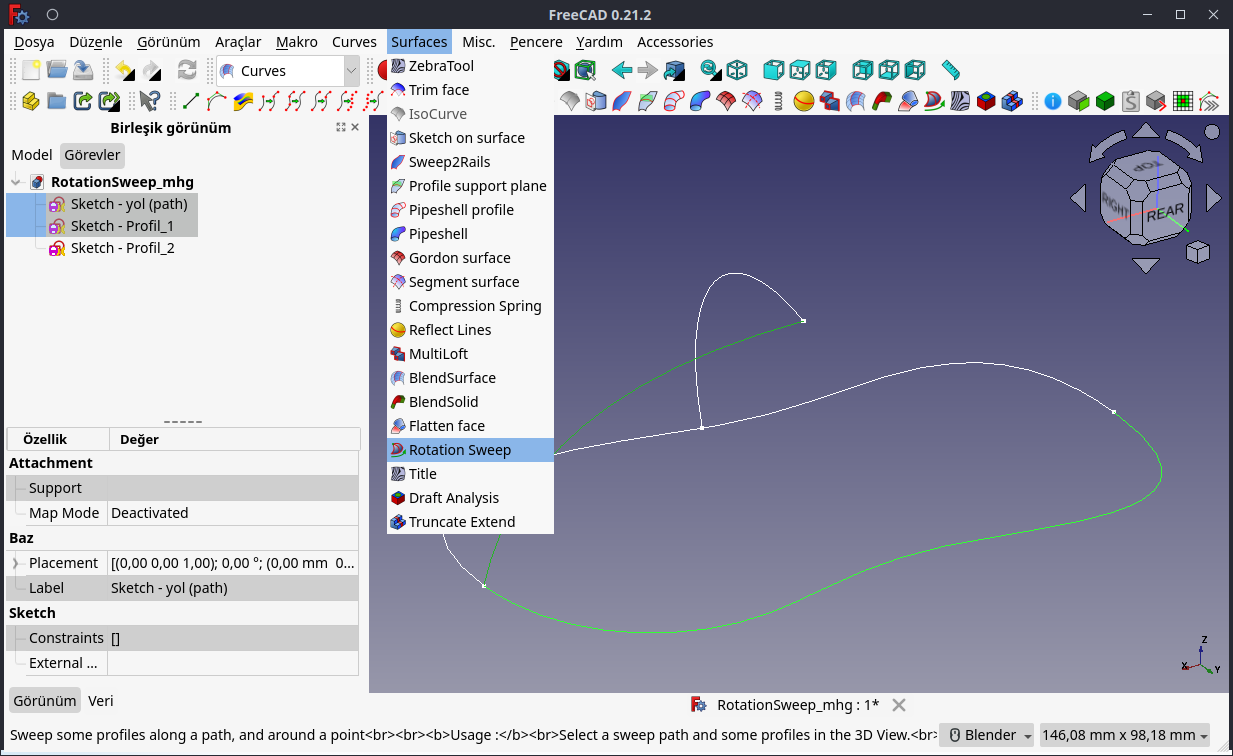 FreeCAD 0.21.2
Dosya Düzenle Görünüm Araçlar Makro Curves Surfaces Misc. Pencere Yardım Accessories
Curves
Birleşik görünüm
Model Görevler
RotationSweep_mhg
Sketch - yol (path)
Sketch - Profil_1
Sketch - Profil_2
Özellik Değer
Attachment
Support
Map Mode Deactivated
Baz
Placement [(0,00 0,00 1,00); 0,00 °; (0,00 mm 0...
Label Sketch - yol (path)
Sketch
Constraints []
External ...
Görünüm Veri
ZebraTool
Trim face
IsoCurve
Sketch on surface
Sweep2Rails
Profile support plane
Pipeshell profile
Pipeshell
Gordon surface
Segment surface
Compression Spring
Reflect Lines
MultiLoft
BlendSurface
BlendSolid
Flatten face
Rotation Sweep
Title
Draft Analysis
Truncate Extend
TOP
RIGHT
REAR
Z
X
Y
RotationSweep_mhg : 1*
Sweep some profiles along a path, and around a point<br><br><b>Usage :</b><br>Select a sweep path and some profiles in the 3D View.<br>
Blender
146,08 mm x 98,18 mm